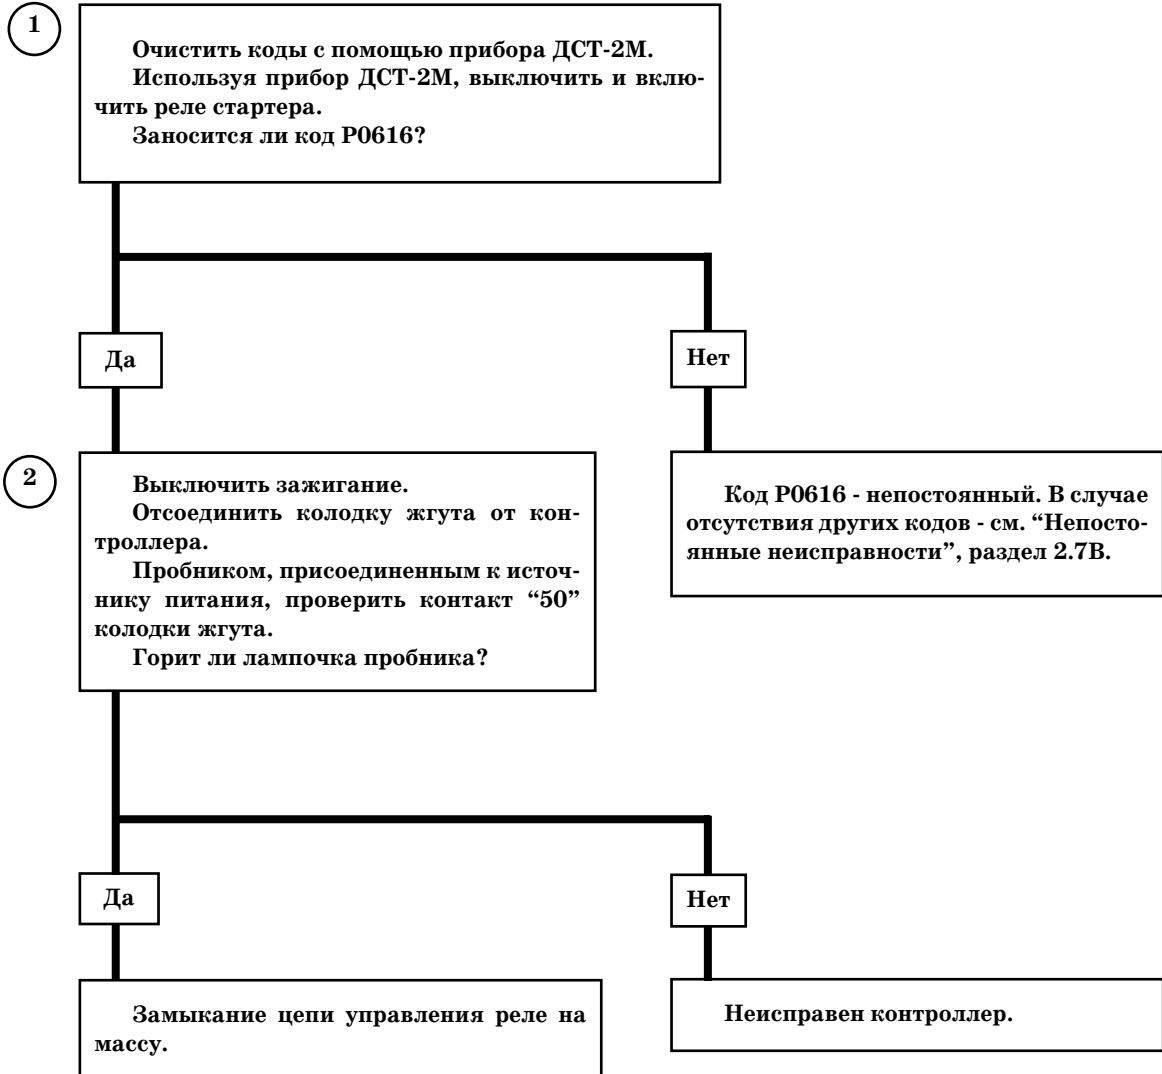 1
Очистить коды с помощью прибора ДСТ-2М.
Используя прибор ДСТ-2М, выключить и вклю-
чить реле стартера.
Заносится ли код Р0616?
Да
Нет
2
Выключить зажигание.
Отсоединить колодку жгута от кон-
троллера.
Пробником, присоединенным к источ-
нику питания, проверить контакт “50”
колодки жгута.
Горит ли лампочка пробника?
Код Р0616 - непостоянный. В случае
отсутствия других кодов - см. “Непосто-
янные неисправности”, раздел 2.7В.
Да
Нет
Замыкание цепи управления реле на
массу.
Неисправен контроллер.